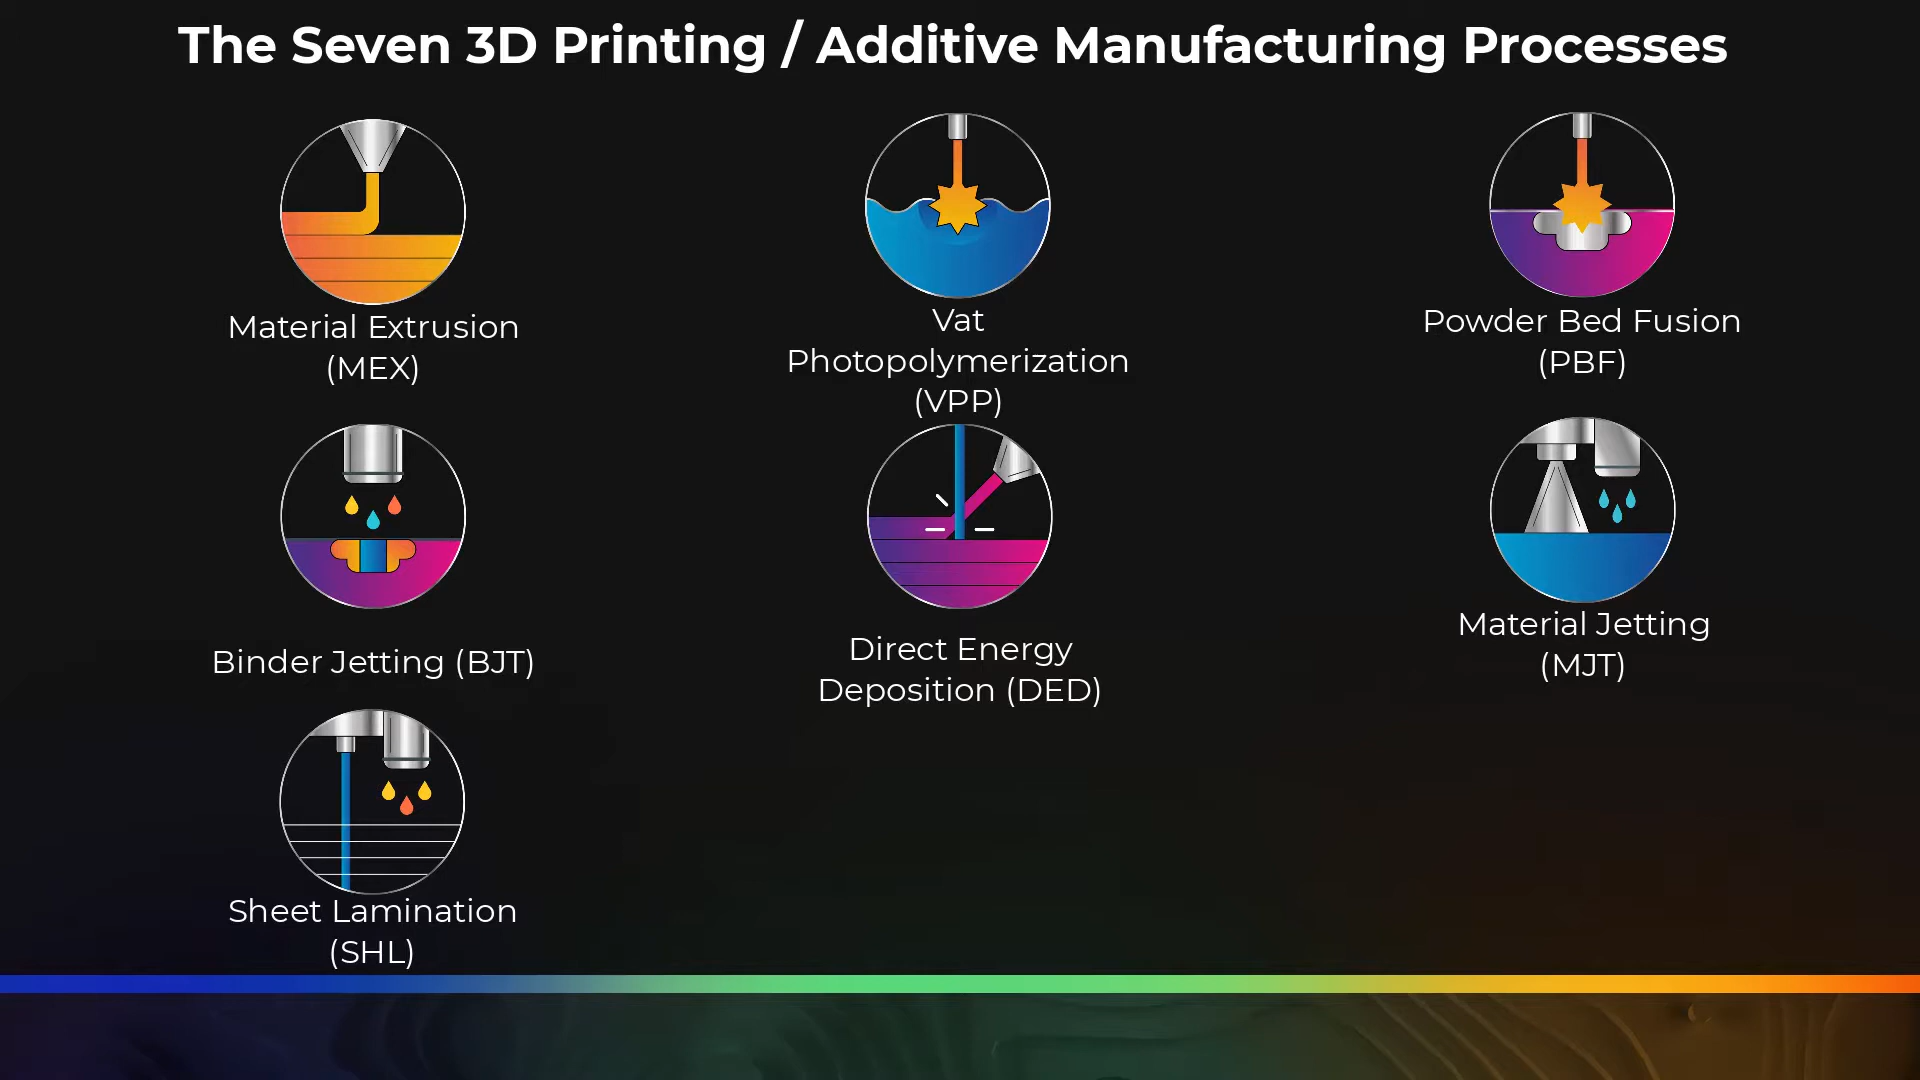 The Seven 3D Printing / Additive Manufacturing Processes
Material Extrusion
(MEX)
Vat
Photopolymerization
(VPP)
Powder Bed Fusion
(PBF)
Binder Jetting (BJT)
Direct Energy
Deposition (DED)
Material Jetting
(MJT)
Sheet Lamination
(SHL)